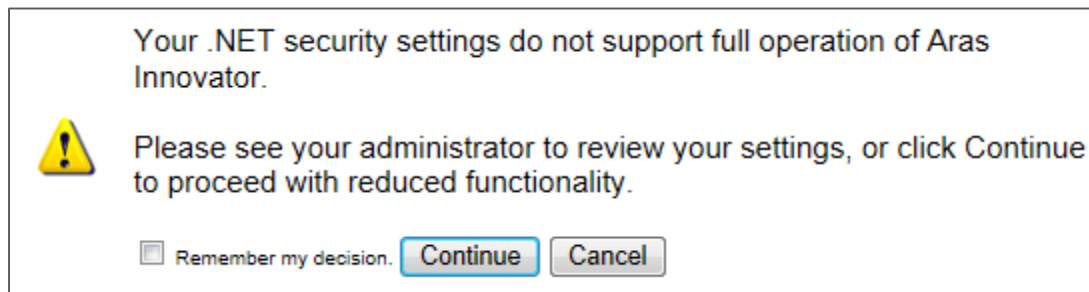 Your .NET security settings do not support full operation of Aras
Innovator.
Please see your administrator to review your settings, or click Continue
to proceed with reduced functionality.
Remember my decision. Continue Cancel